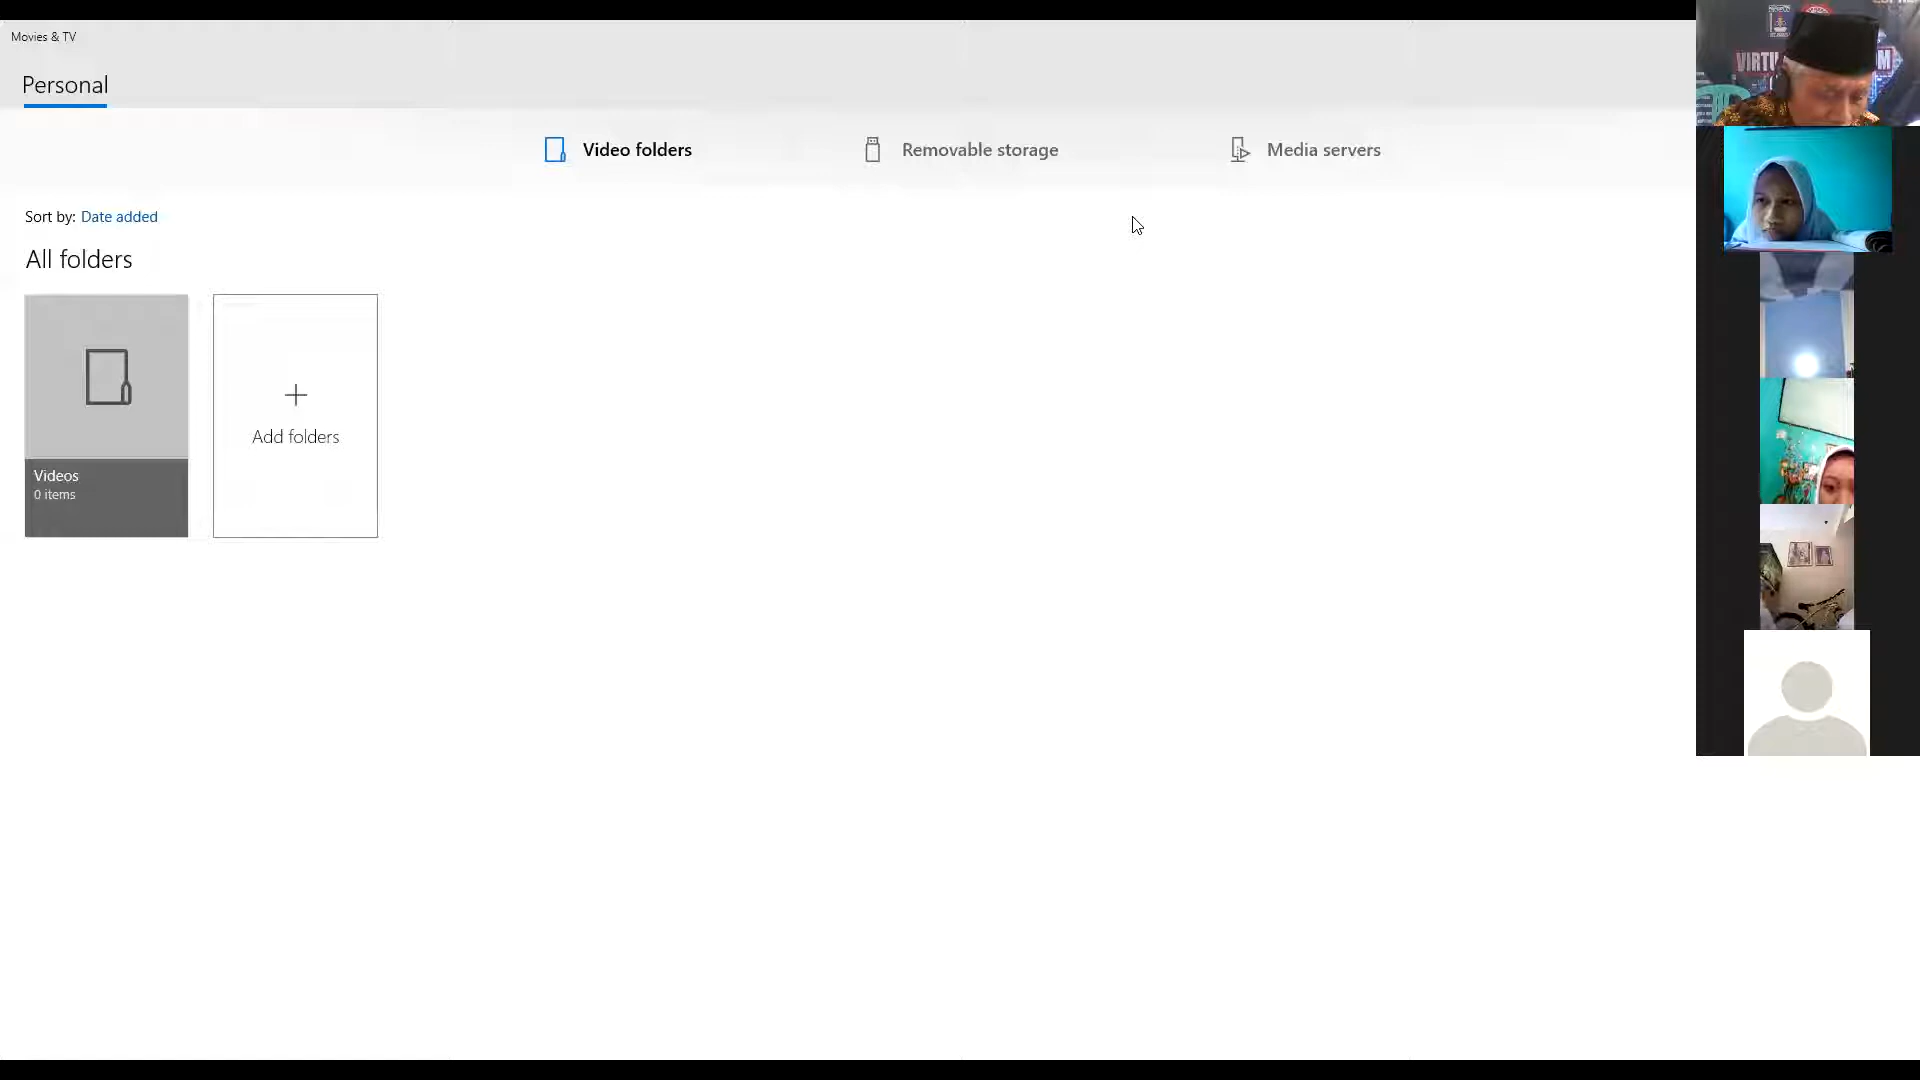 Movies & TV
Personal
Video folders
Removable storage
Media servers
Sort by: Date added
All folders
Add folders
Videos
0 items